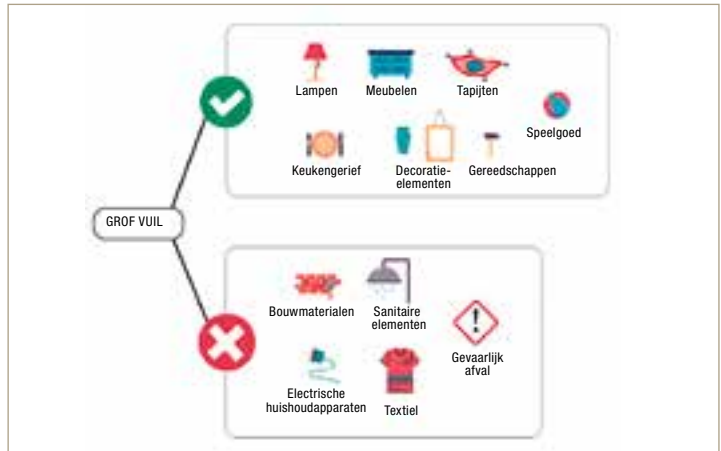 Lampen
Meubelen
Tapijten
Speelgoed
Keukengerief
Decoratie-
elementen
Gereedschappen
GROF VUIL
Bouwmaterialen
Sanitaire
elementen
Gevaarlijk
afval
Electrische
huishoudapparaten
Textiel